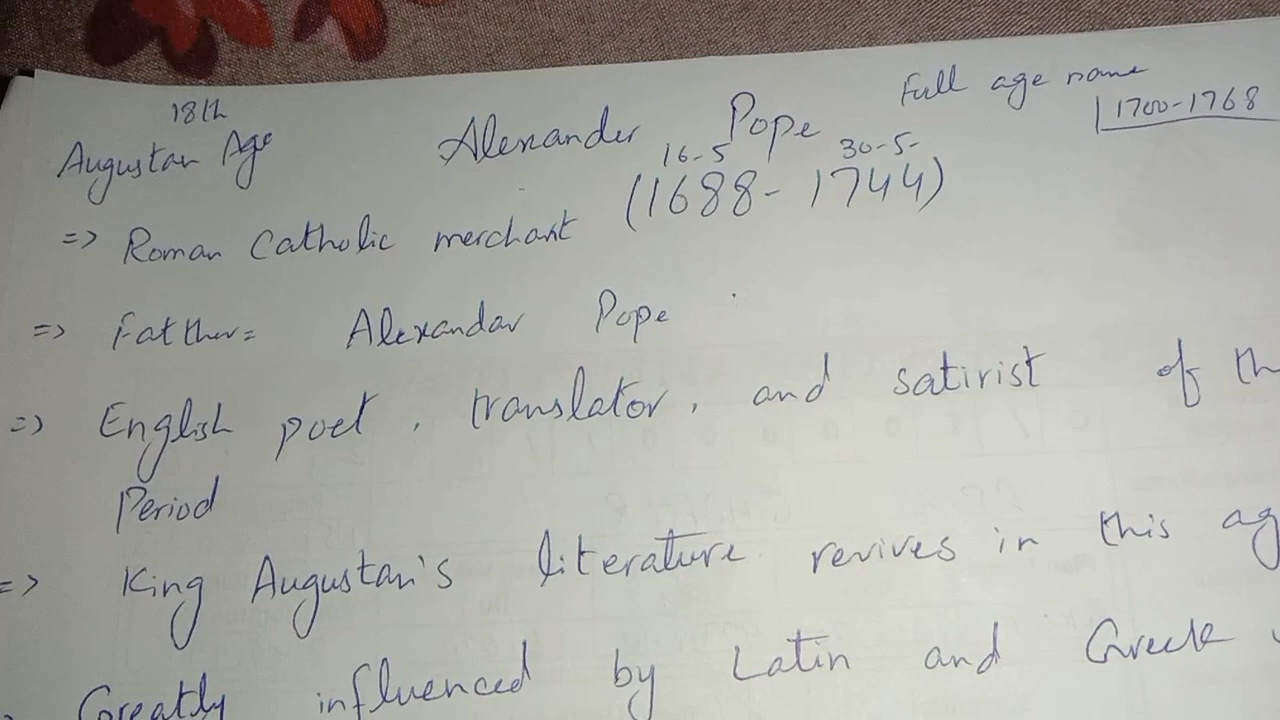 Full age name
18th
Augustan Age Alexander Pope 1700-1768
16-5 30-5-
(1688-1744)
=> Roman Catholic merchant
=> Father= Alexandar Pope
=> English poet, translator, and satirist of th
Period
=> King Augustan's literature revives in this ag
Greatly influenced by Latin and Greek